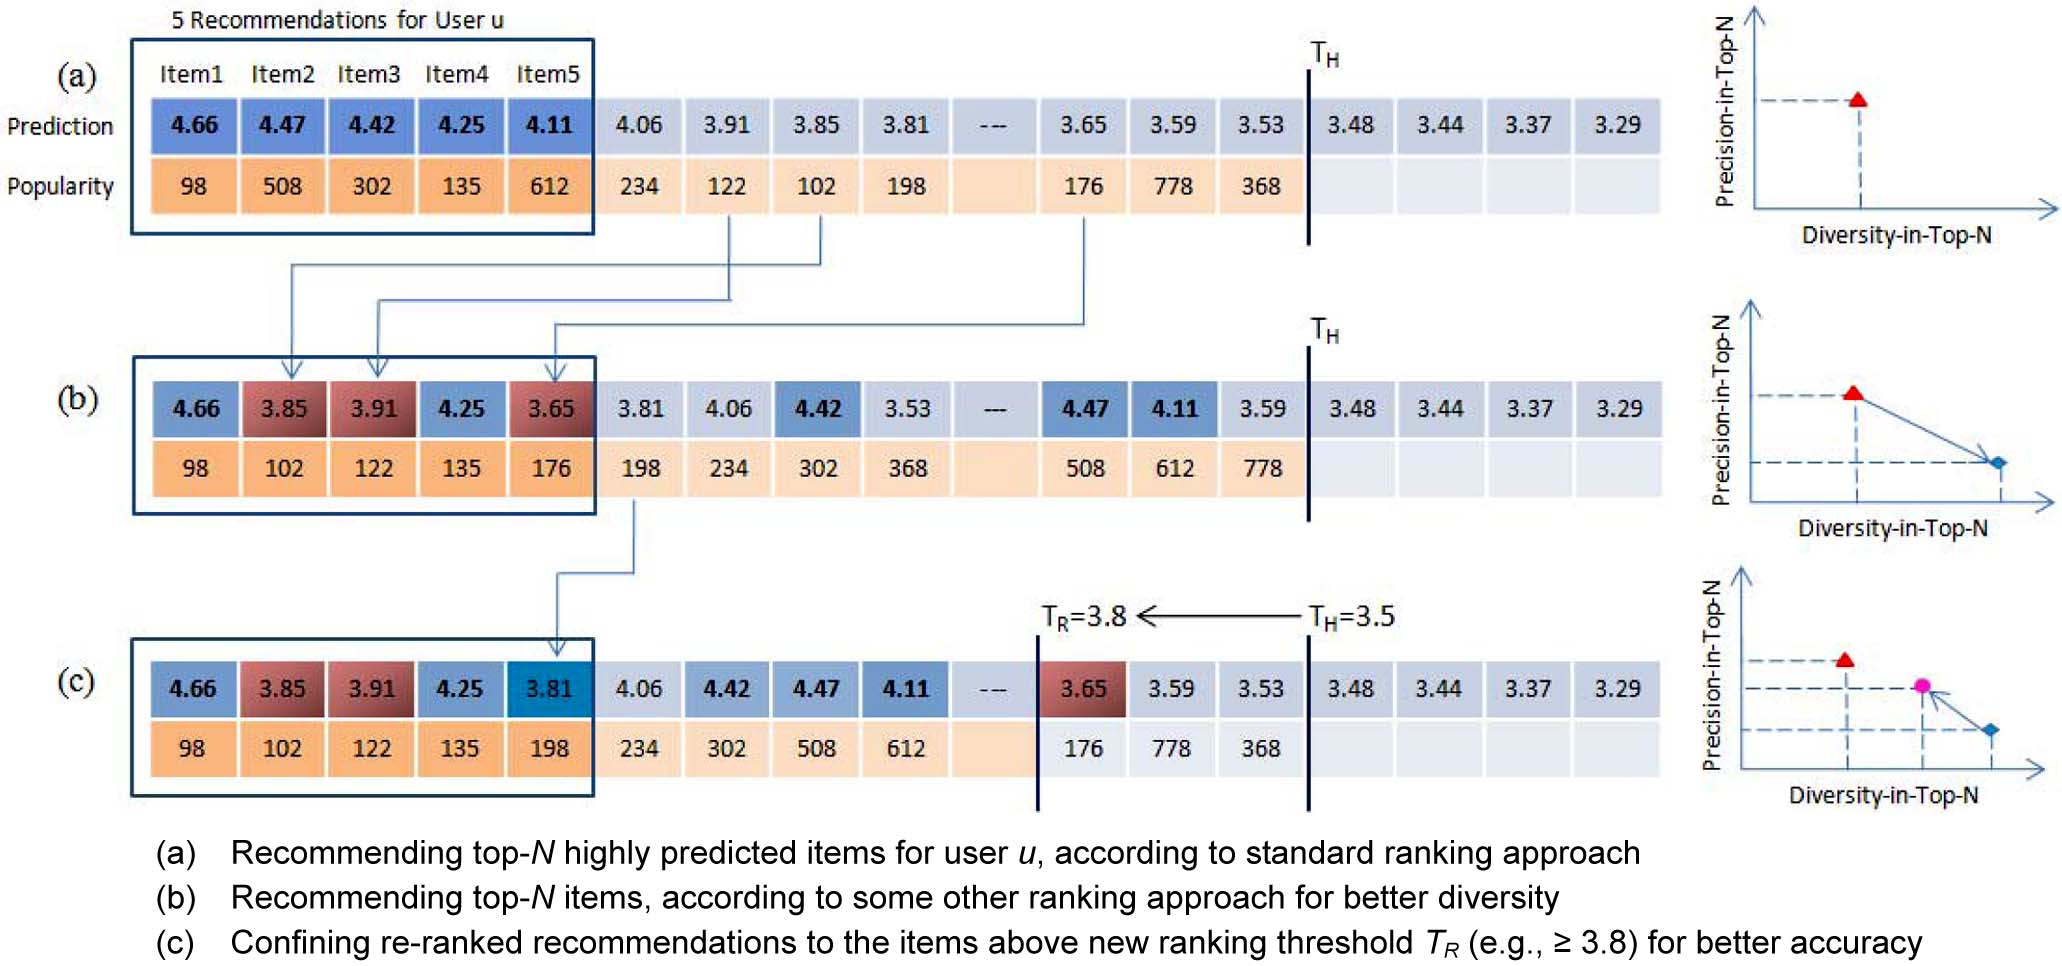 5 Recommendations for User u
(a)
Item1 Item2 Item3 Item4 Item5
T_H
Prediction 4.66 4.47 4.42 4.25 4.11 4.06 3.91 3.85 3.81 --- 3.65 3.59 3.53 3.48 3.44 3.37 3.29
Popularity 98 508 302 135 612 234 122 102 198 176 778 368
Precision-in-Top-N
Diversity-in-Top-N
T_H
(b) 4.66 3.85 3.91 4.25 3.65 3.81 4.06 4.42 3.53 --- 4.47 4.11 3.59 3.48 3.44 3.37 3.29
98 102 122 135 176 198 234 302 368 508 612 778
Precision-in-Top-N
Diversity-in-Top-N
T_R=3.8 T_H=3.5
(c) 4.66 3.85 3.91 4.25 3.81 4.06 4.42 4.47 4.11 --- 3.65 3.59 3.53 3.48 3.44 3.37 3.29
98 102 122 135 198 234 302 508 612 176 778 368
Precision-in-Top-N
Diversity-in-Top-N
(a) Recommending top-N highly predicted items for user u, according to standard ranking approach
(b) Recommending top-N items, according to some other ranking approach for better diversity
(c) Confining re-ranked recommendations to the items above new ranking threshold T_R (e.g., ≥ 3.8) for better accuracy